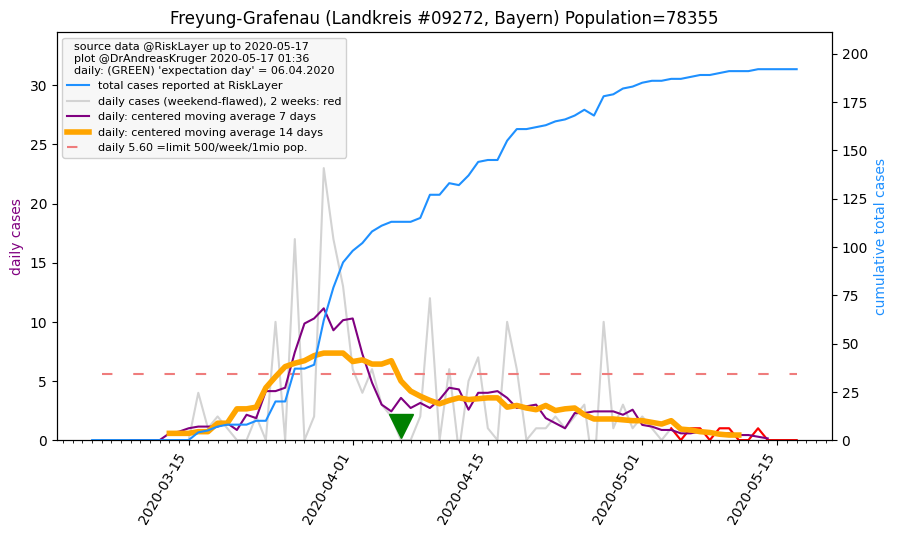 Freyung-Grafenau (Landkreis #09272, Bayern) Population=78355
source data @RiskLayer up to 2020-05-17
plot @DrAndreasKruger 2020-05-17 01:36
daily: (GREEN) 'expectation day' = 06.04.2020
total cases reported at RiskLayer
daily cases (weekend-flawed), 2 weeks: red
daily: centered moving average 7 days
daily: centered moving average 14 days
daily 5.60 =limit 500/week/1mio pop.
daily cases
30
25
20
15
10
5
0
cumulative total cases
200
175
150
125
100
75
50
25
0
2020-03-15
2020-04-01
2020-04-15
2020-05-01
2020-05-15